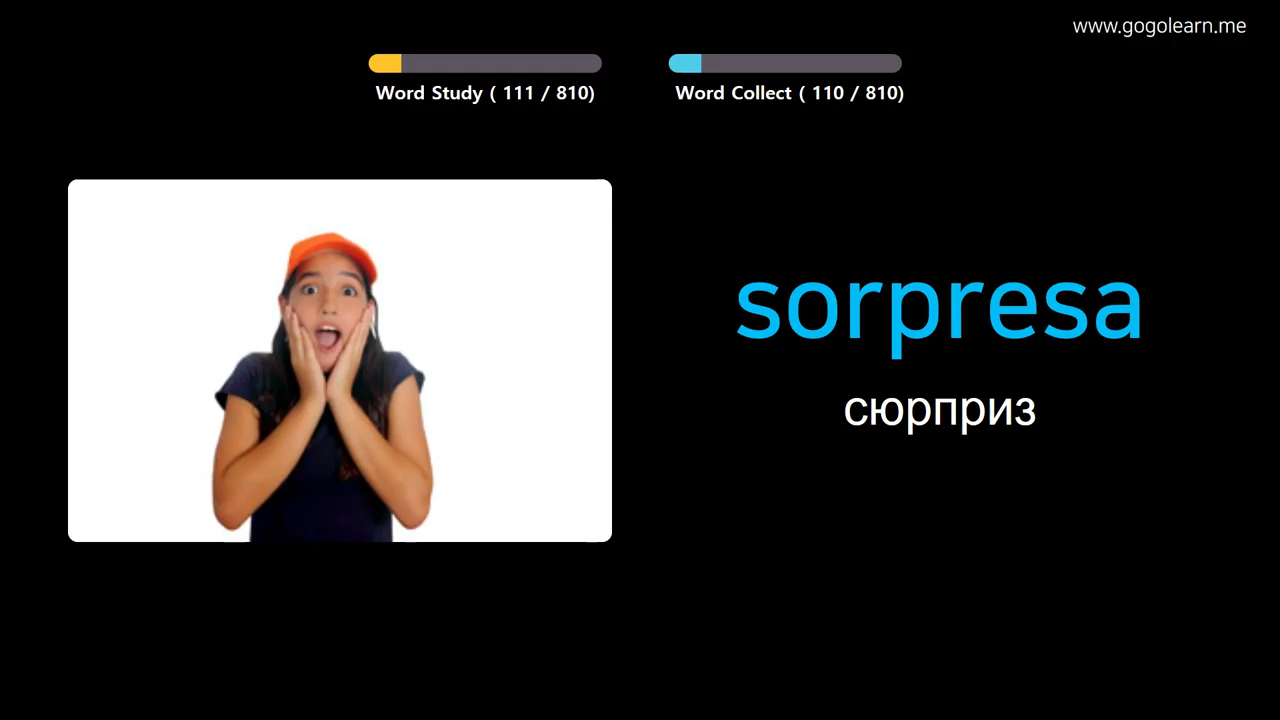 www.gogolearn.me
Word Study ( 111 / 810)
Word Collect ( 110 / 810)
sorpresa
сюрприз